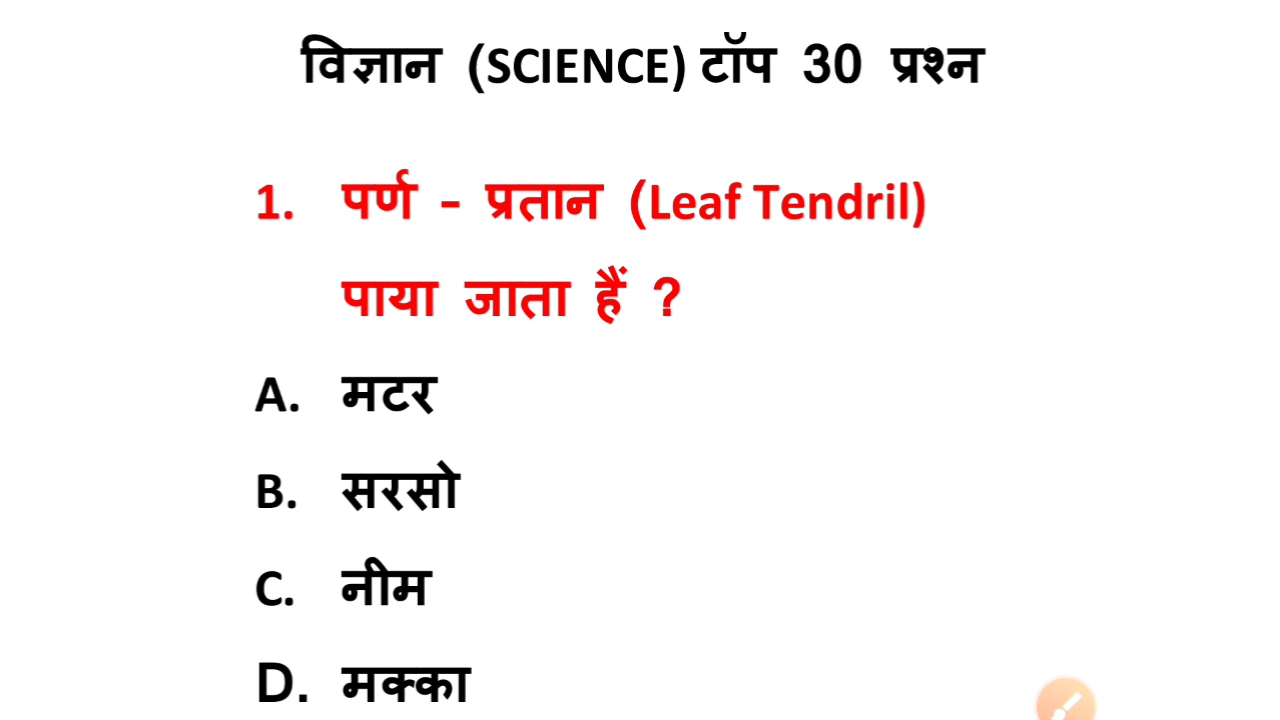 विज्ञान (SCIENCE) टॉप 30 प्रश्न
1. पर्ण - प्रतान (Leaf Tendril)
पाया जाता हैं ?
A. मटर
B. सरसो
C. नीम
D. मक्का